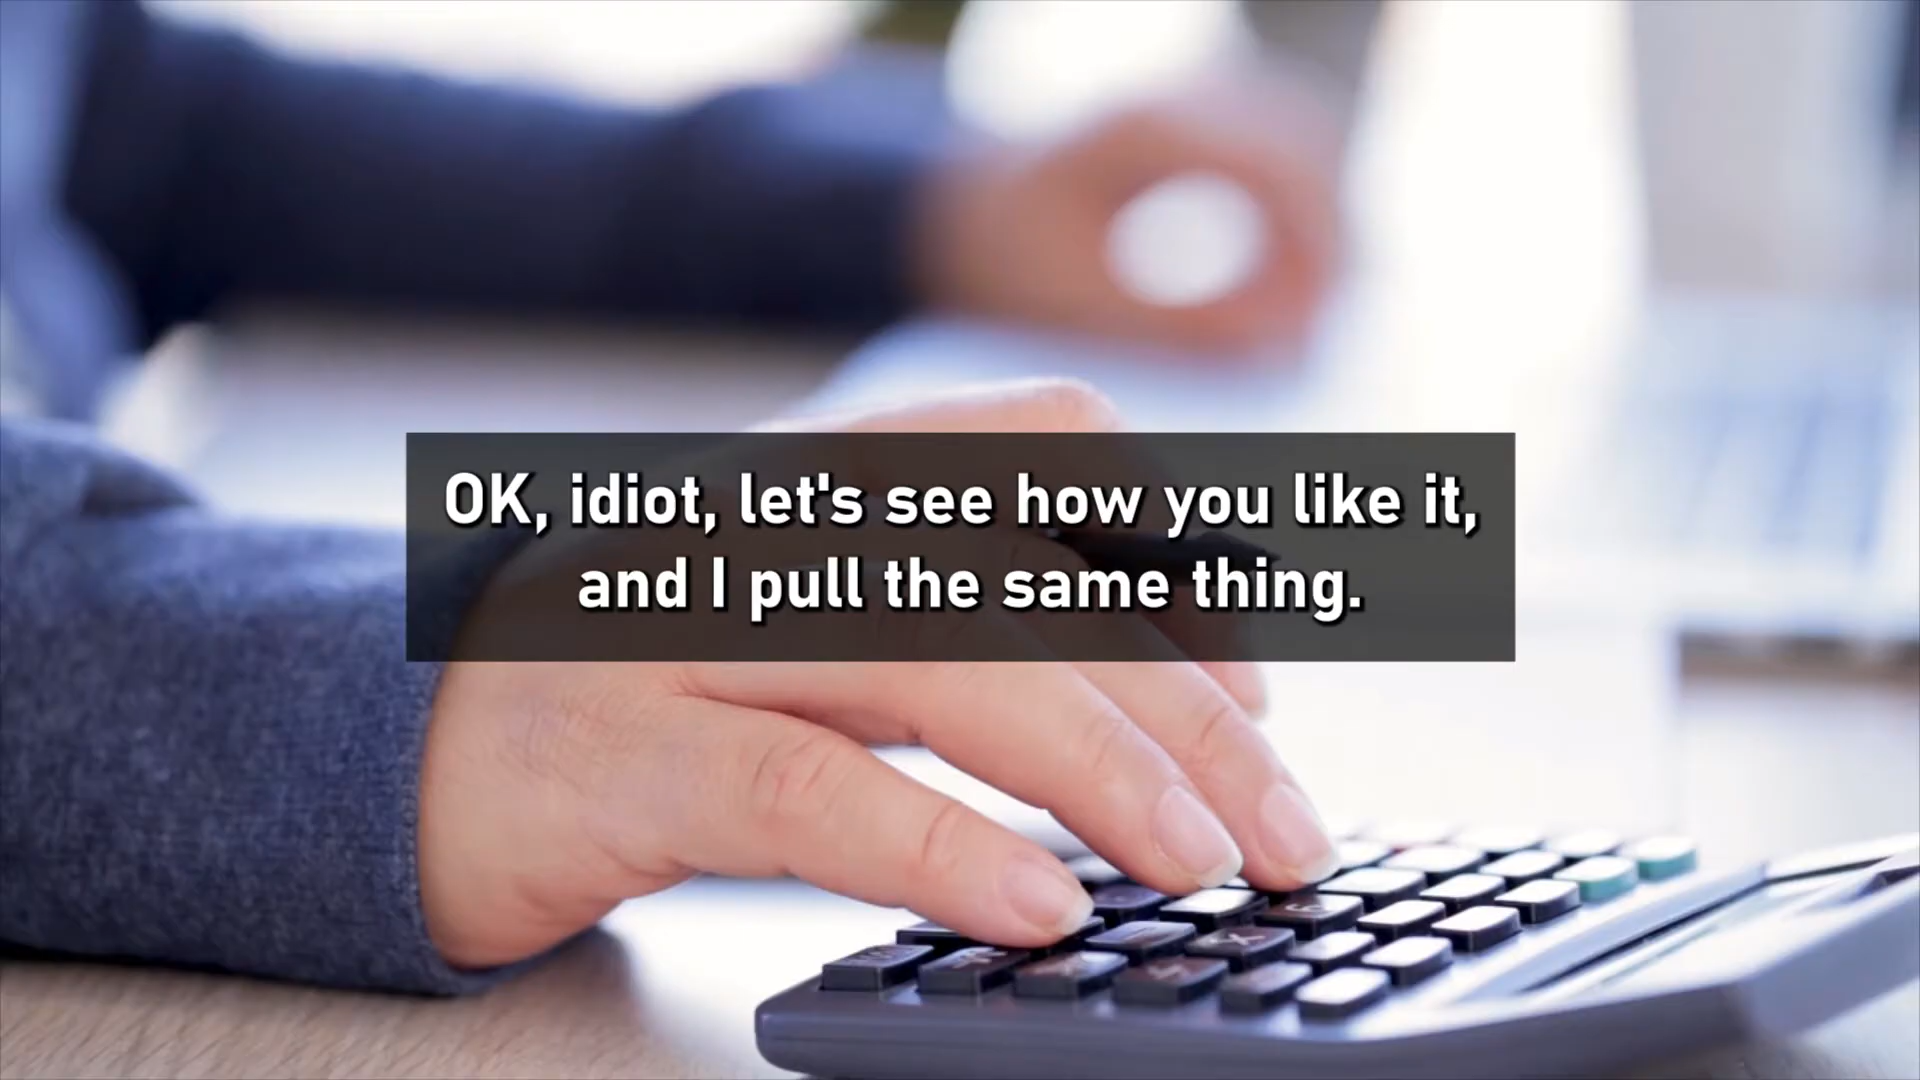 OK, idiot, let's see how you like it,
and I pull the same thing.